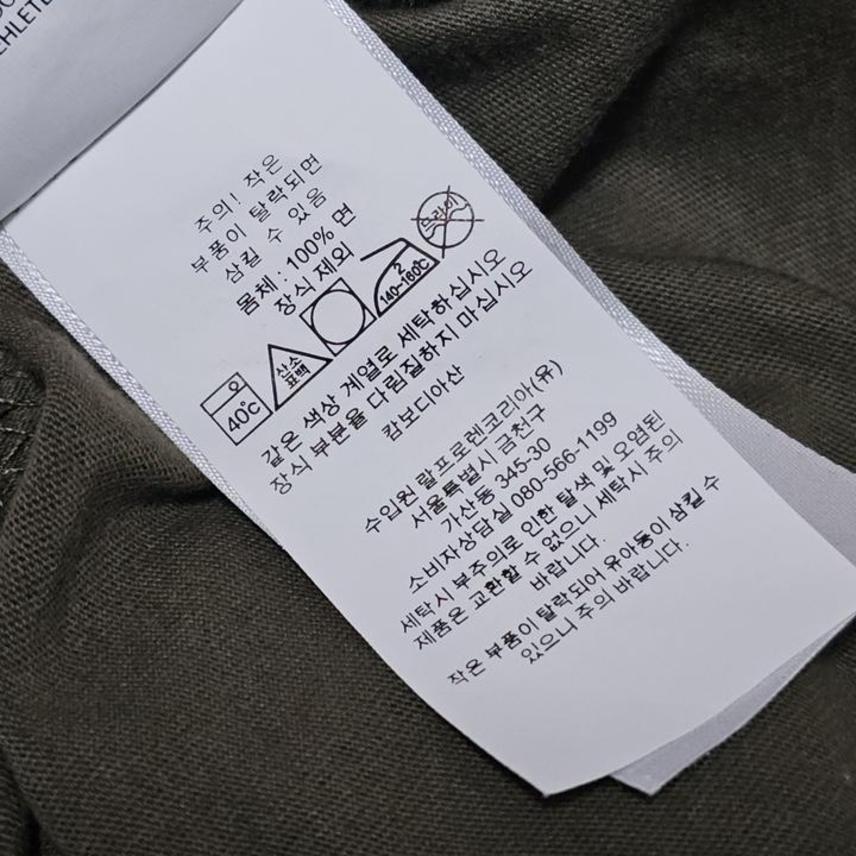 주의! 작은
부품이 탈락되면
삼킬 수 있음
몸체 : 100% 면
장식 제외
40℃
산소
표백
2
140~160℃
드라이
같은 색상 계열로 세탁하십시오
장식 부분을 다림질하지 마십시오
캄보디아산
수입원 랄프로렌코리아(유)
서울특별시 금천구
가산동 345-30
소비자상담실 080-566-1199
세탁시 부주의로 인한 탈색 및 오염된
제품은 교환할 수 없으니 세탁시 주의
바랍니다.
작은 부품이 탈락되어 유아동이 삼킬 수
있으니 주의 바랍니다.